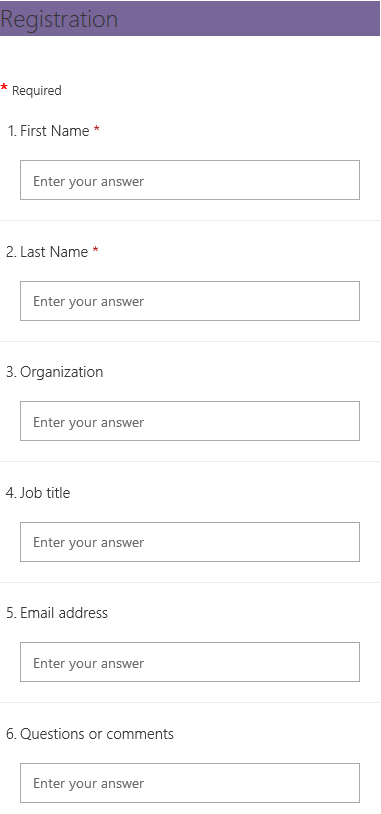 Registration
* Required
1. First Name *
Enter your answer
2. Last Name *
Enter your answer
3. Organization
Enter your answer
4. Job title
Enter your answer
5. Email address
Enter your answer
6. Questions or comments
Enter your answer